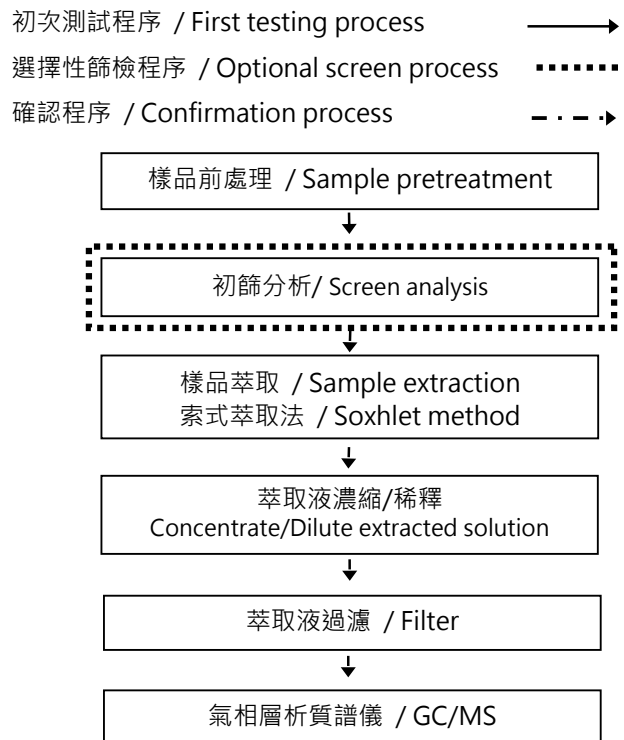 初次測試程序 / First testing process
選擇性篩檢程序 / Optional screen process
確認程序 / Confirmation process
樣品前處理 / Sample pretreatment
初篩分析/ Screen analysis
樣品萃取 / Sample extraction
索式萃取法 / Soxhlet method
萃取液濃縮/稀釋
Concentrate/Dilute extracted solution
萃取液過濾 / Filter
氣相層析質譜儀 / GC/MS